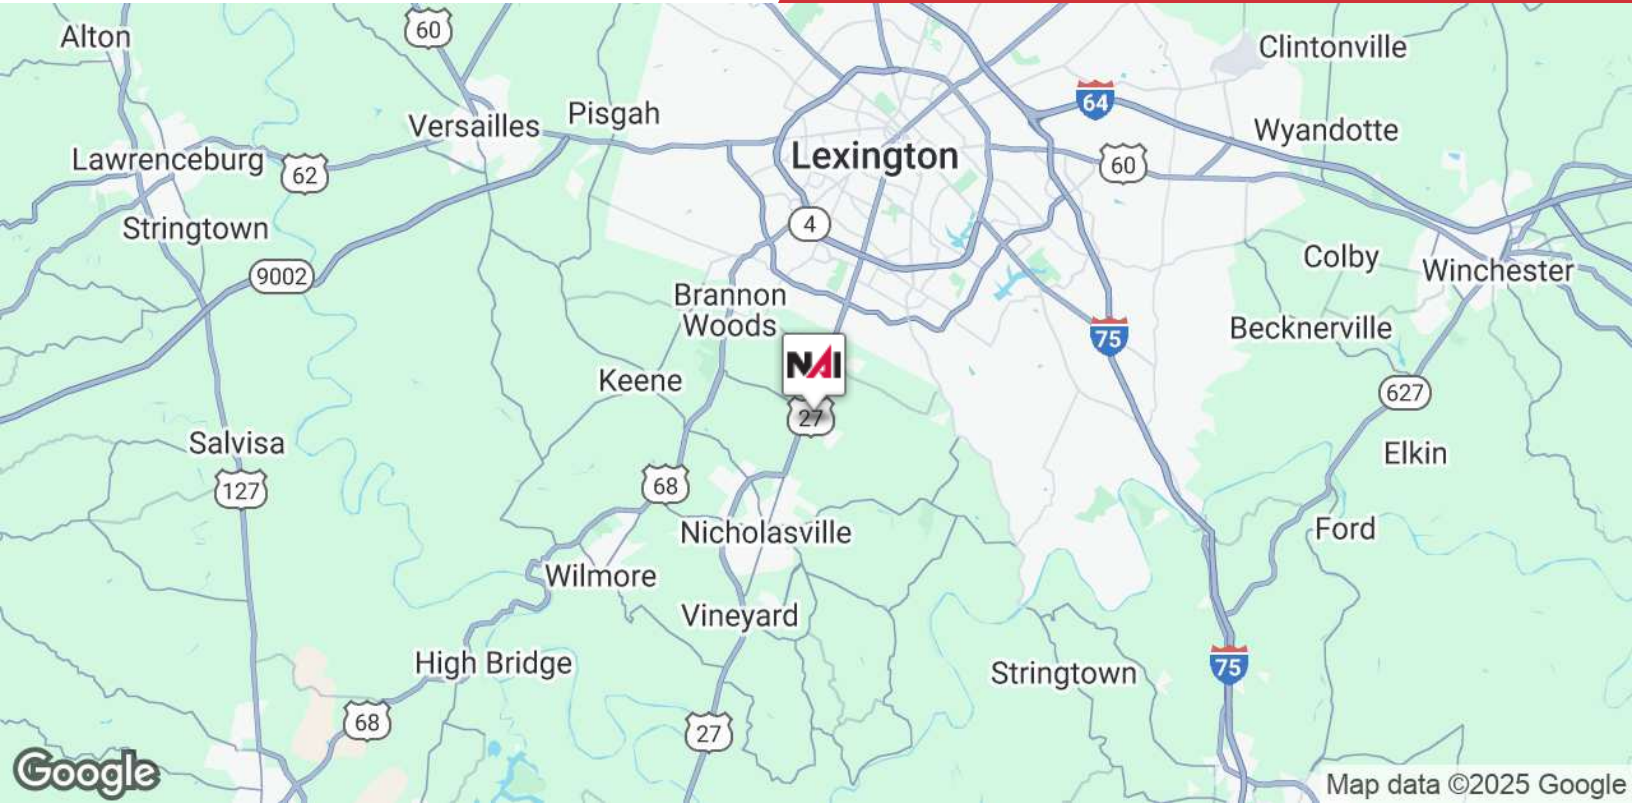 60
Alton
Clintonville
64
Pisgah
Versailles
Wyandotte
Lexington
Lawrenceburg
60
62
4
Stringtown
Colby
Winchester
9002
Brannon
Woods
75
Becknerville
NAI
Keene
627
27
Salvisa
Elkin
68
127
Nicholasville
Ford
Wilmore
Vineyard
High Bridge
75
Stringtown
68
27
Google
Map data ©2025 Google